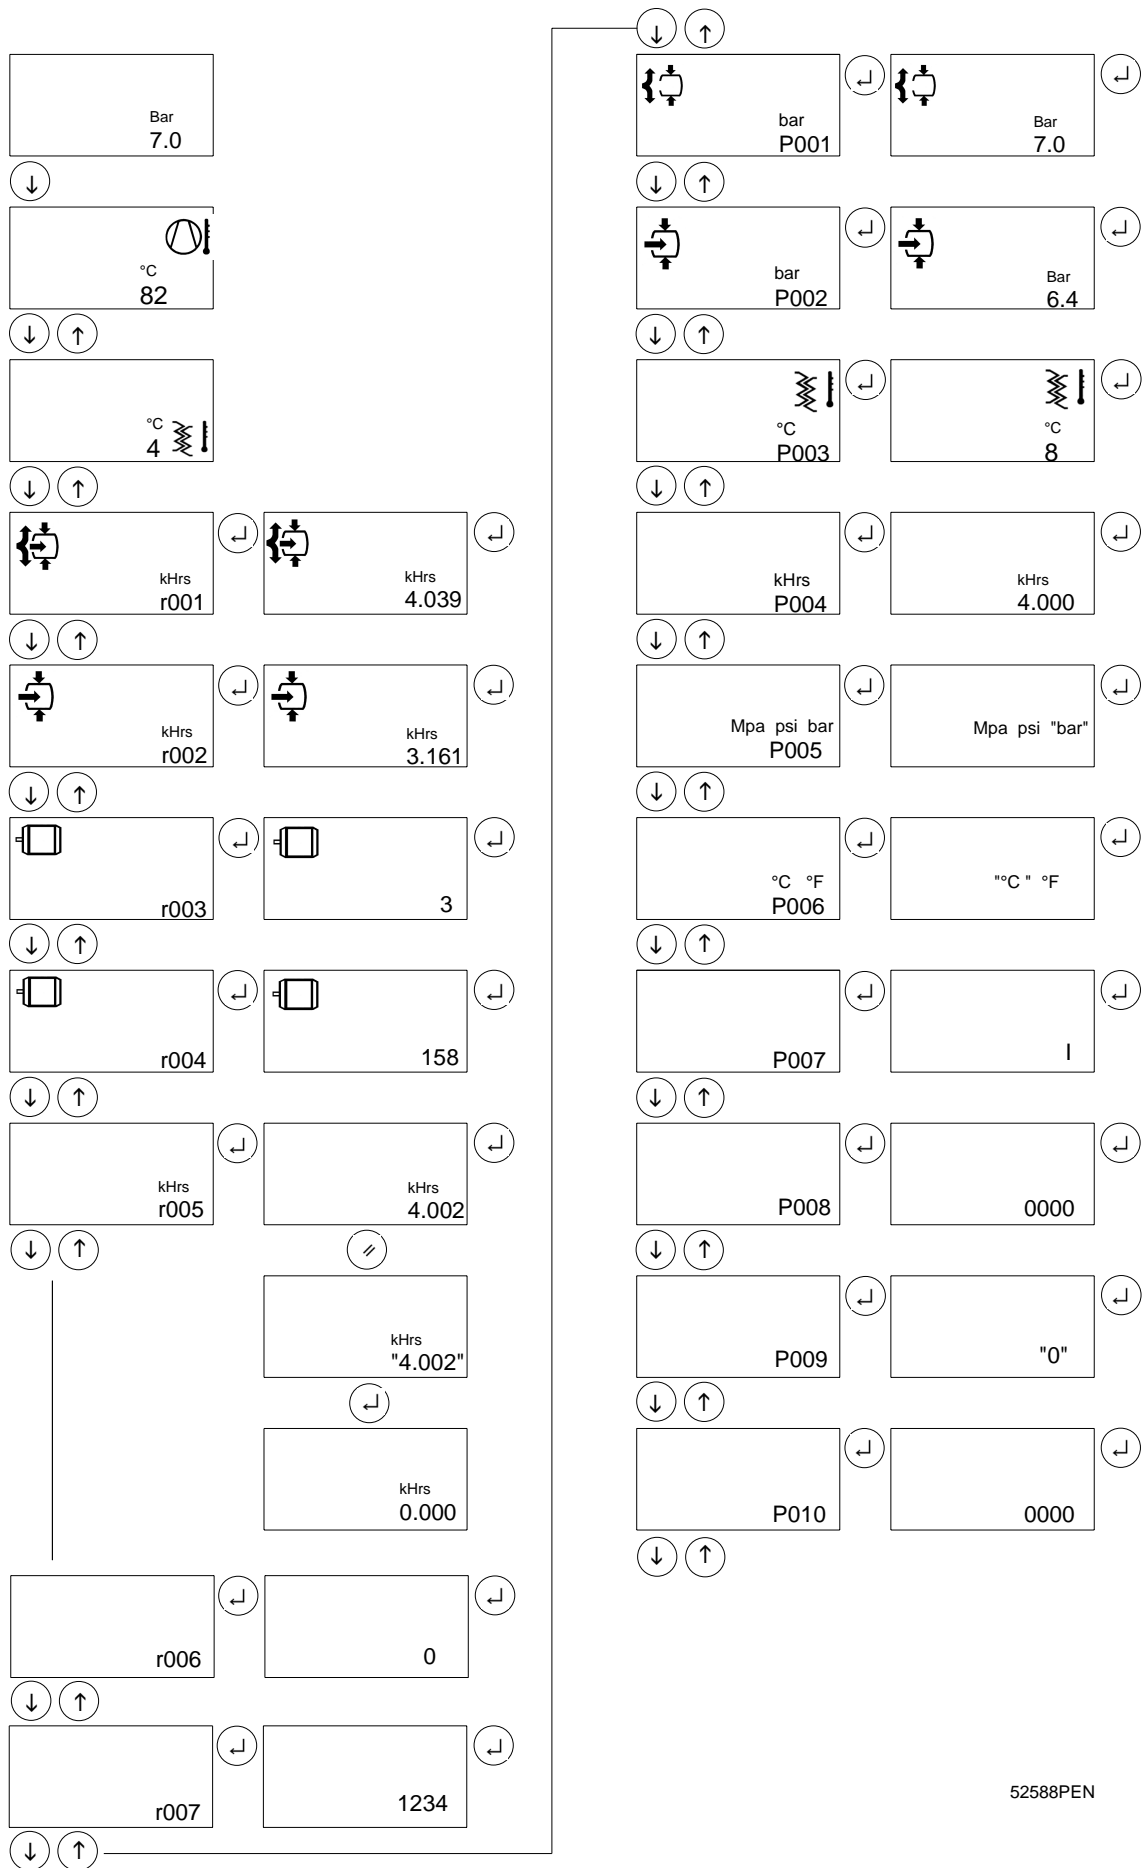 Bar
7.0
°C
82
°C
4
kHrs
r001
kHrs
4.039
kHrs
r002
kHrs
3.161
r003
3
r004
158
kHrs
r005
kHrs
4.002
kHrs
"4.002"
kHrs
0.000
r006
0
r007
1234
bar
P001
Bar
7.0
bar
P002
Bar
6.4
°C
P003
°C
8
kHrs
P004
kHrs
4.000
Mpa psi bar
P005
Mpa psi "bar"
°C °F
P006
"°C " °F
P007
I
P008
0000
P009
"0"
P010
0000
52588PEN